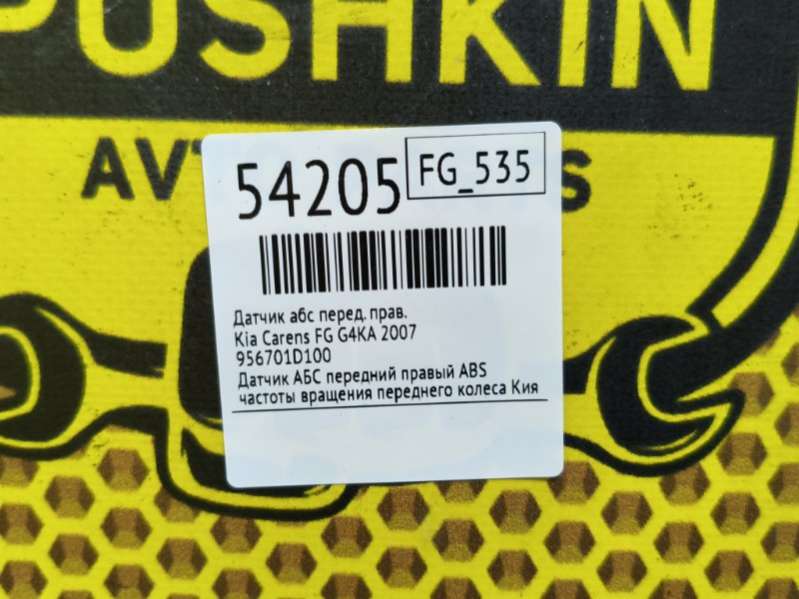 PUSHKIN
54205
FG_535
Датчик абс перед. прав.
Kia Carens FG G4KA 2007
956701D100
Датчик АБС передний правый ABS
частоты вращения переднего колеса Кия